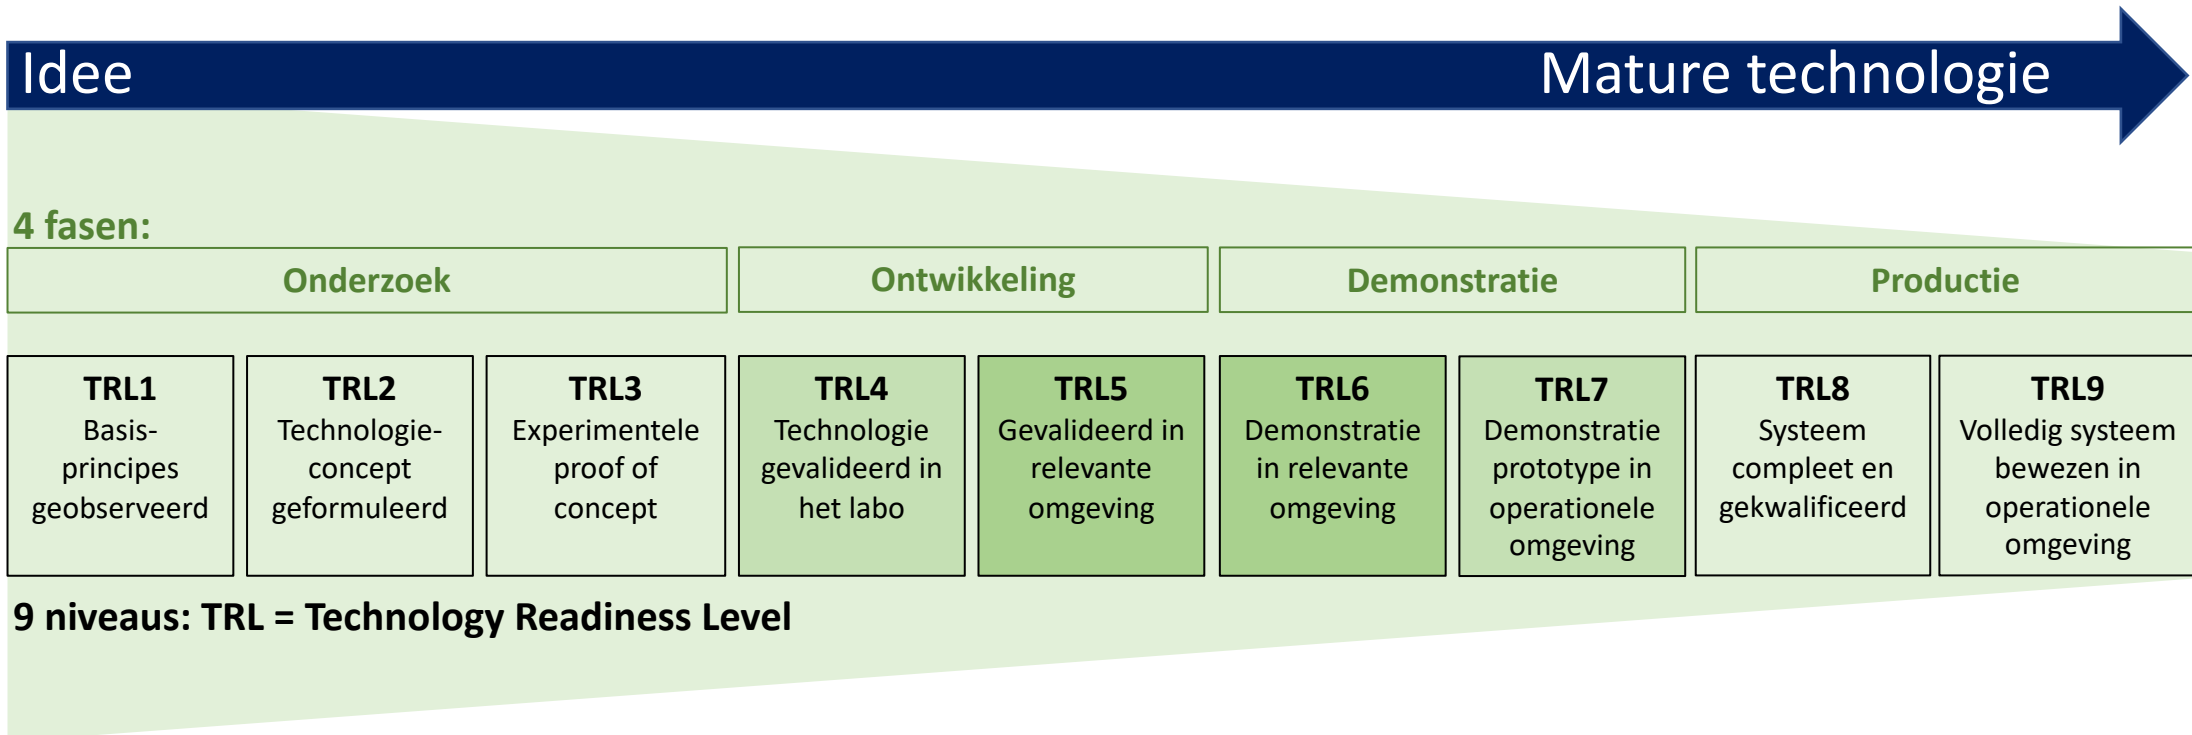 Idee
Mature technologie
4 fasen:
Onderzoek
Ontwikkeling
Demonstratie
Productie
TRL1
Basis-
principes
geobserveerd
TRL2
Technologie-
concept
geformuleerd
TRL3
Experimentele
proof of
concept
TRL4
Technologie
gevalideerd in
het labo
TRL5
Gevalideerd in
relevante
omgeving
TRL6
Demonstratie
in relevante
omgeving
TRL7
Demonstratie
prototype in
operationele
omgeving
TRL8
Systeem
compleet en
gekwalificeerd
TRL9
Volledig systeem
bewezen in
operationele
omgeving
9 niveaus: TRL = Technology Readiness Level